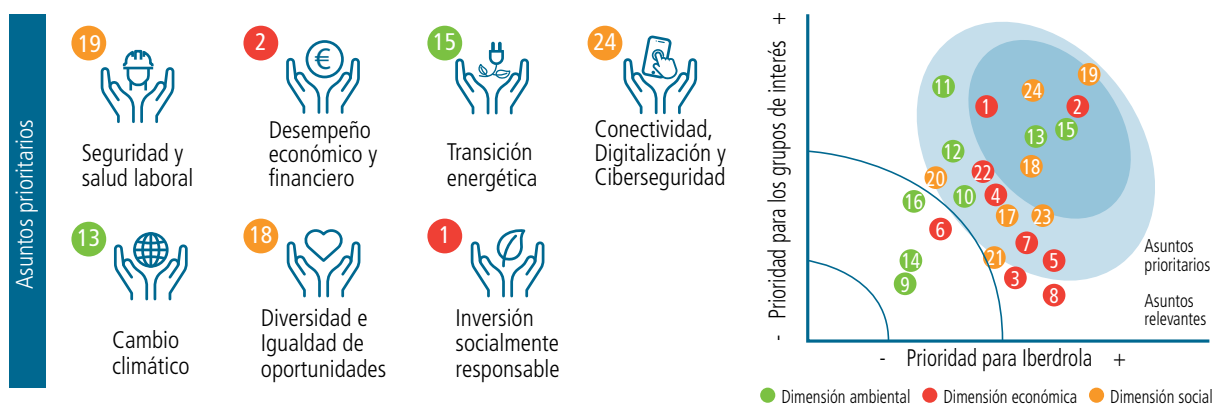 Asuntos prioritarios
19
Seguridad y
salud laboral
2
Desempeño
económico y
financiero
15
Transición
energética
24
Conectividad,
Digitalización y
Ciberseguridad
13
Cambio
climático
18
Diversidad e
Igualdad de
oportunidades
1
Inversión
socialmente
responsable
€
- Prioridad para los grupos de interés +
19
11
24
1
2
15
13
12
18
22
20
4
10
16
17
23
6
7
21
14
5
3
9
8
Asuntos
prioritarios
Asuntos
relevantes
- Prioridad para Iberdrola +
Dimensión ambiental
Dimensión económica
Dimensión social